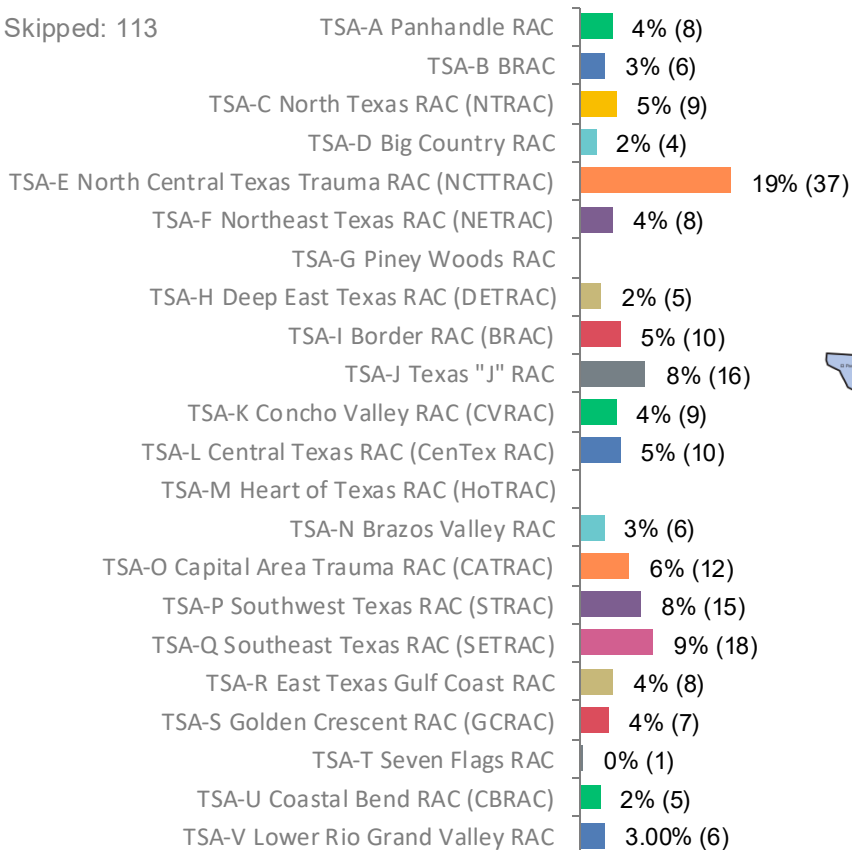 Skipped: 113
TSA-A Panhandle RAC 4% (8)
TSA-B BRAC 3% (6)
TSA-C North Texas RAC (NTRAC) 5% (9)
TSA-D Big Country RAC 2% (4)
TSA-E North Central Texas Trauma RAC (NCTTRAC) 19% (37)
TSA-F Northeast Texas RAC (NETRAC) 4% (8)
TSA-G Piney Woods RAC
TSA-H Deep East Texas RAC (DETRAC) 2% (5)
TSA-I Border RAC (BRAC) 5% (10)
TSA-J Texas "J" RAC 8% (16)
TSA-K Concho Valley RAC (CVRAC) 4% (9)
TSA-L Central Texas RAC (CenTex RAC) 5% (10)
TSA-M Heart of Texas RAC (HoTRAC)
TSA-N Brazos Valley RAC 3% (6)
TSA-O Capital Area Trauma RAC (CATRAC) 6% (12)
TSA-P Southwest Texas RAC (STRAC) 8% (15)
TSA-Q Southeast Texas RAC (SETRAC) 9% (18)
TSA-R East Texas Gulf Coast RAC 4% (8)
TSA-S Golden Crescent RAC (GCRAC) 4% (7)
TSA-T Seven Flags RAC 0% (1)
TSA-U Coastal Bend RAC (CBRAC) 2% (5)
TSA-V Lower Rio Grand Valley RAC 3.00% (6)